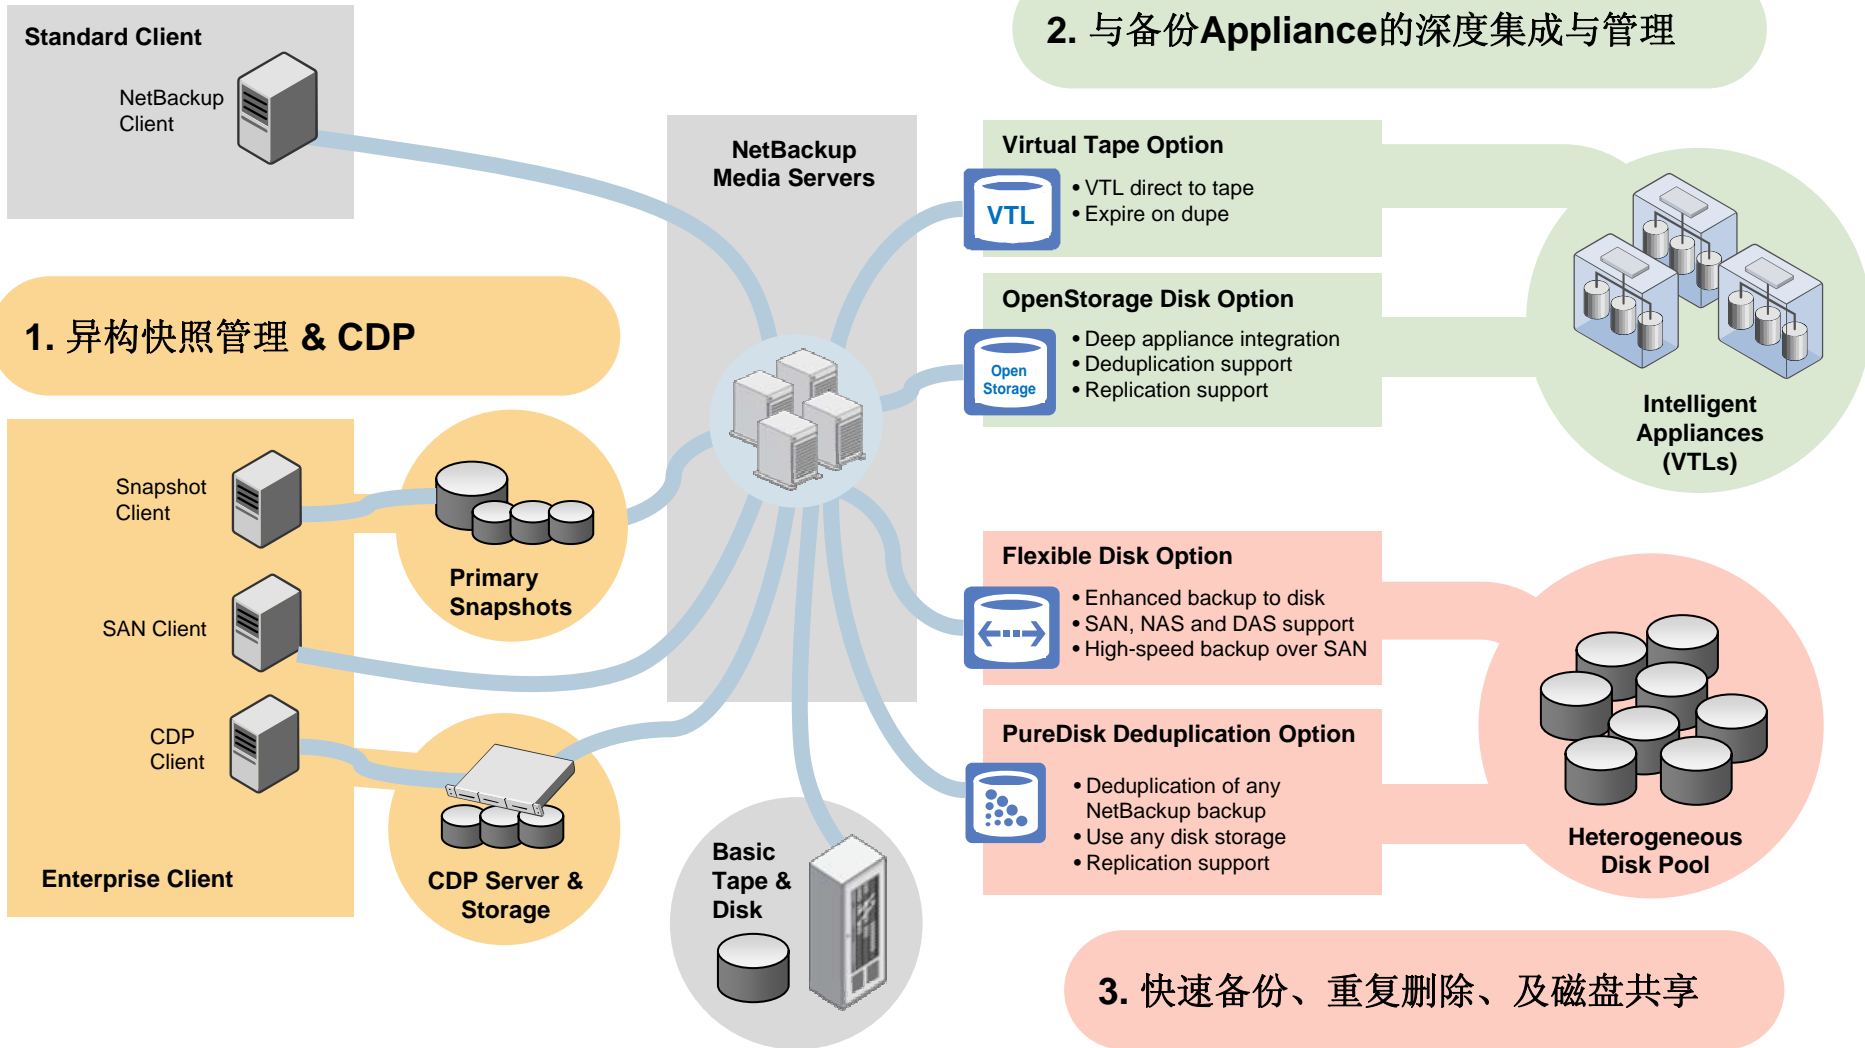 Standard Client
NetBackup
Client
1. 异构快照管理 & CDP
Snapshot
Client
SAN Client
CDP
Client
Enterprise Client
Primary
Snapshots
CDP Server &
Storage
NetBackup
Media Servers
Basic
Tape &
Disk
2. 与备份Appliance的深度集成与管理
Virtual Tape Option
VTL
• VTL direct to tape
• Expire on dupe
OpenStorage Disk Option
Open
Storage
• Deep appliance integration
• Deduplication support
• Replication support
Intelligent
Appliances
(VTLs)
Flexible Disk Option
• Enhanced backup to disk
• SAN, NAS and DAS support
• High-speed backup over SAN
PureDisk Deduplication Option
• Deduplication of any
NetBackup backup
• Use any disk storage
• Replication support
Heterogeneous
Disk Pool
3. 快速备份、重复删除、及磁盘共享